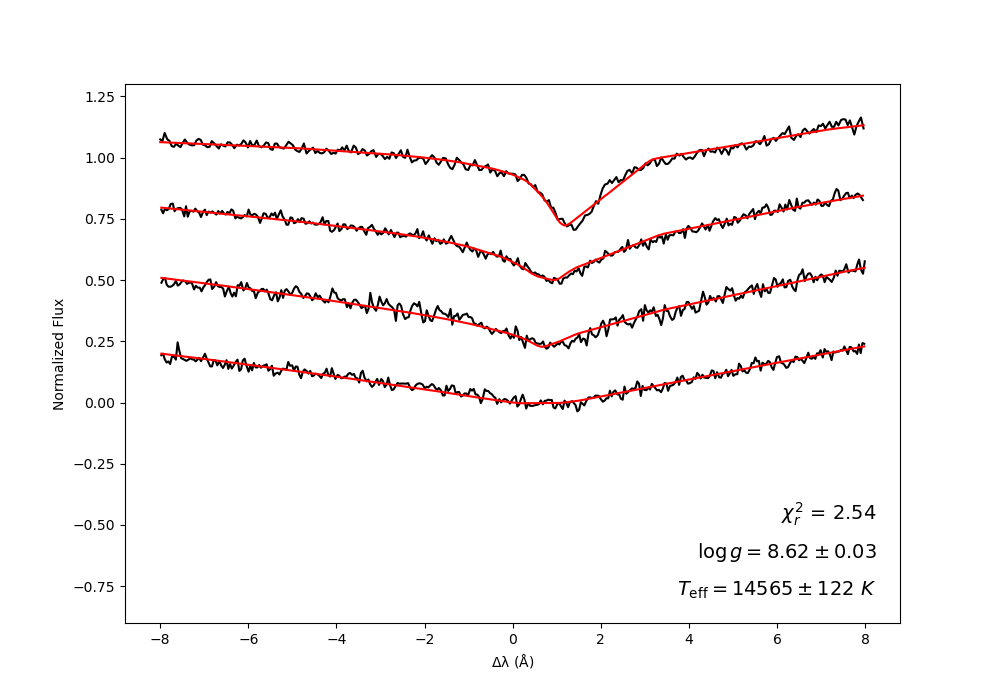 Normalized Flux
1.25
1.00
0.75
0.50
0.25
0.00
−0.25
−0.50
−0.75
χ²ᵣ = 2.54
log g = 8.62 ± 0.03
T_eff = 14565 ± 122 K
−8 −6 −4 −2 0 2 4 6 8
Δλ (Å)